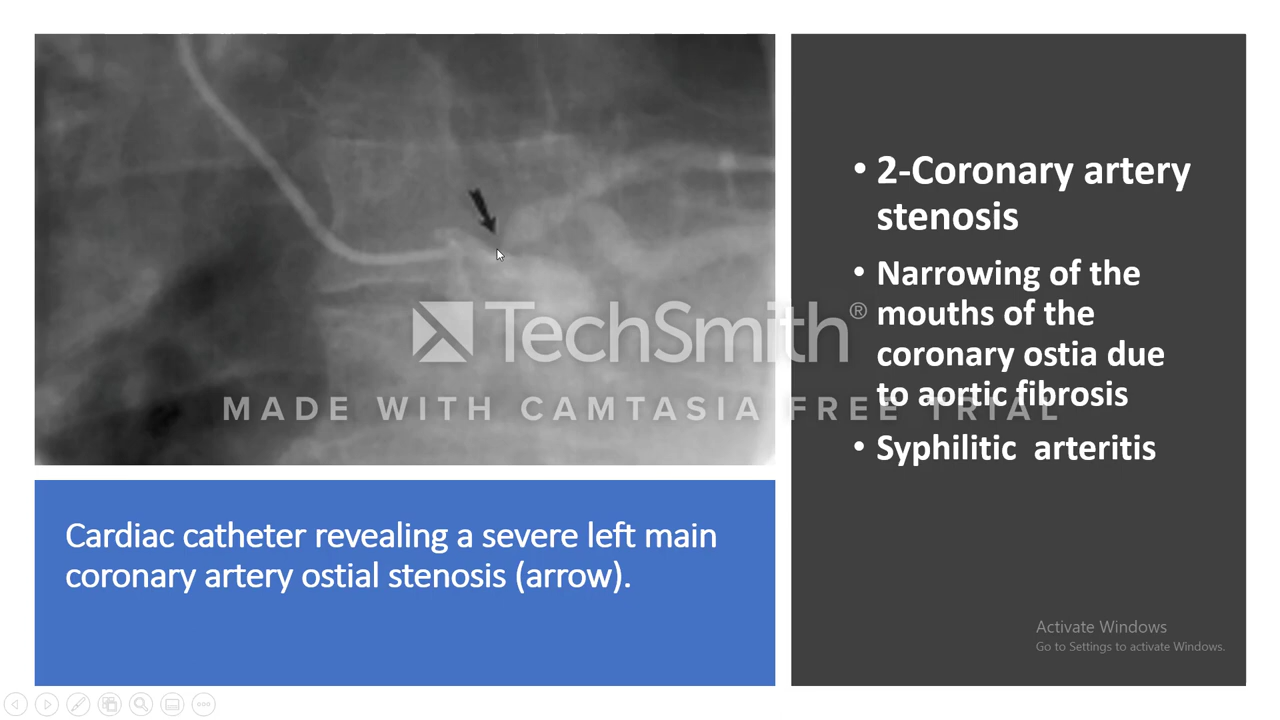 • 2-Coronary artery
stenosis
• Narrowing of the
mouths of the
coronary ostia due
to aortic fibrosis
• Syphilitic arteritis
TechSmith®
MADE WITH CAMTASIA FREE TRIAL
Cardiac catheter revealing a severe left main
coronary artery ostial stenosis (arrow).
Activate Windows
Go to Settings to activate Windows.